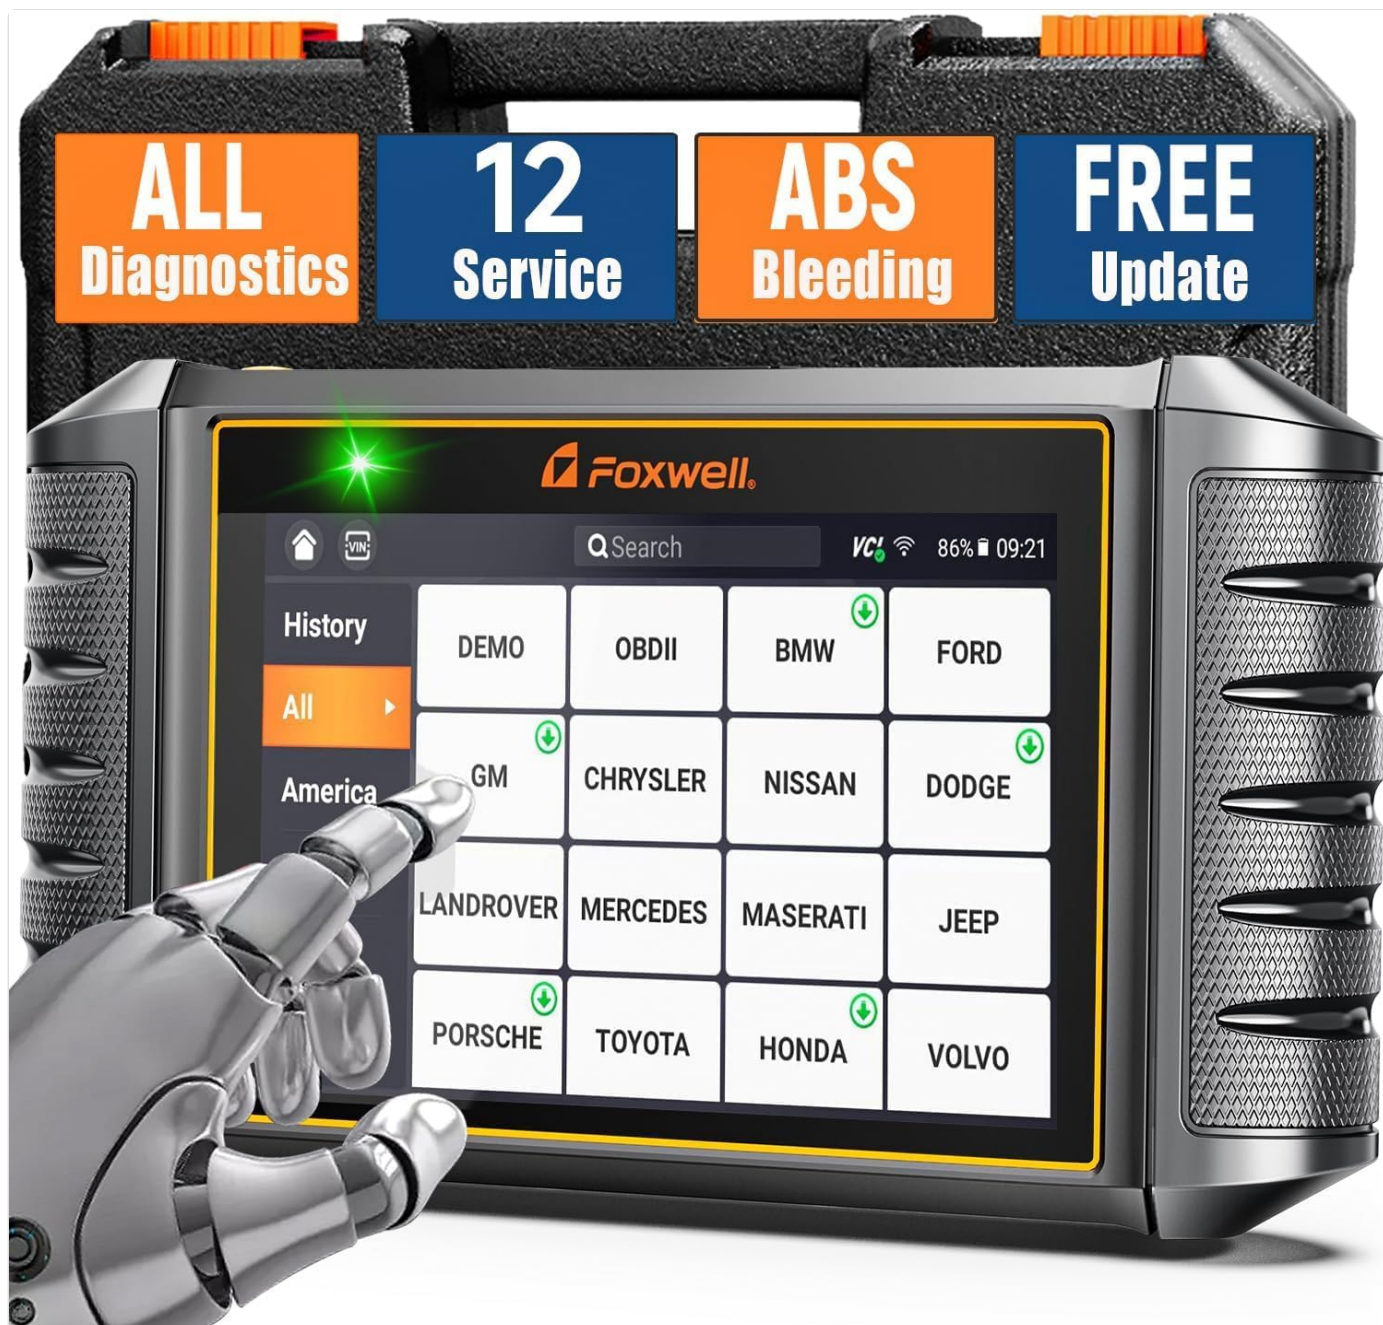 ALL
Diagnostics
12
Service
ABS
Bleeding
FREE
Update
Foxwell®
VIN
Search
VCI
86% 09:21
History
All
America
DEMO
OBDII
BMW
FORD
GM
CHRYSLER
NISSAN
DODGE
LANDROVER
MERCEDES
MASERATI
JEEP
PORSCHE
TOYOTA
HONDA
VOLVO